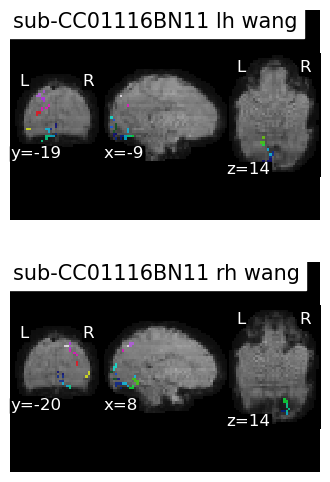 sub-CC01116BN11 lh wang
L R L R
y=-19 x=-9 z=14
sub-CC01116BN11 rh wang
L R L R
y=-20 x=8 z=14